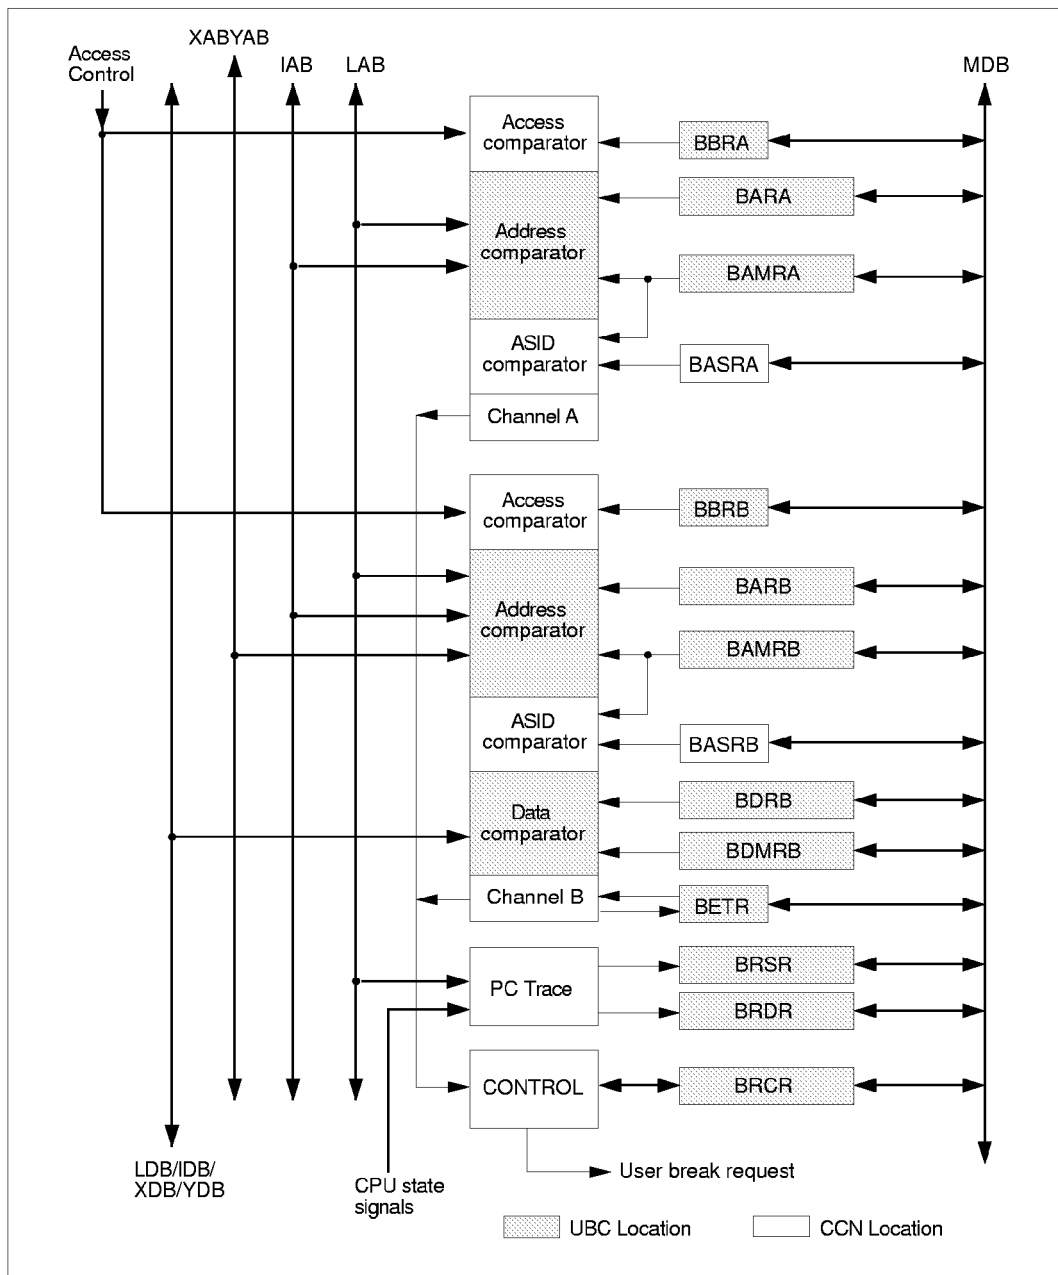 XABYAB
Access
Control
IAB
LAB
MDB
Access
comparator
BBRA
BARA
Address
comparator
BAMRA
ASID
comparator
BASRA
Channel A
Access
comparator
BBRB
BARB
Address
comparator
BAMRB
ASID
comparator
BASRB
BDRB
Data
comparator
BDMRB
Channel B
BETR
BRSR
PC Trace
BRDR
CONTROL
BRCR
LDB/IDB/
XDB/YDB
CPU state
signals
User break request
UBC Location
CCN Location